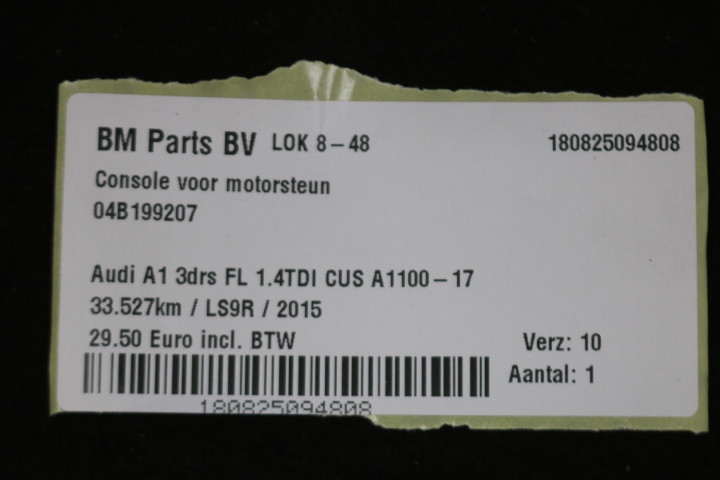 BM Parts BV LOK 8-48 180825094808
Console voor motorsteun
04B199207
Audi A1 3drs FL 1.4TDI CUS A1100-17
33.527km / LS9R / 2015
29.50 Euro incl. BTW Verz: 10
Aantal: 1
180825094808